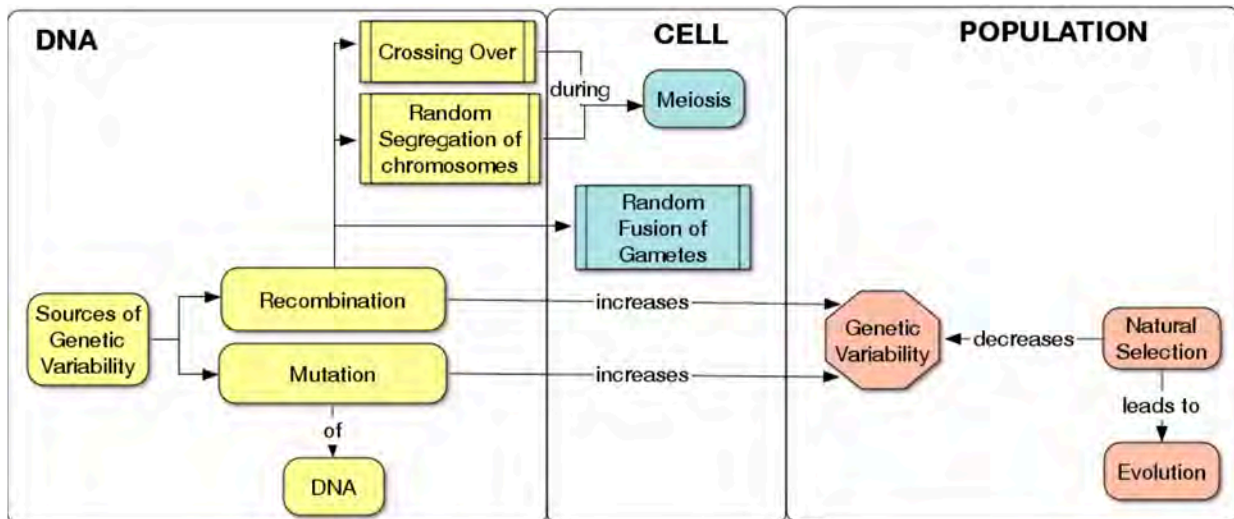 DNA
CELL
POPULATION
Crossing Over
during
Meiosis
Random
Segregation of
chromosomes
Random
Fusion of
Gametes
Sources of
Genetic
Variability
Recombination
increases
Mutation
increases
Genetic
Variability
decreases
Natural
Selection
of
DNA
leads to
Evolution